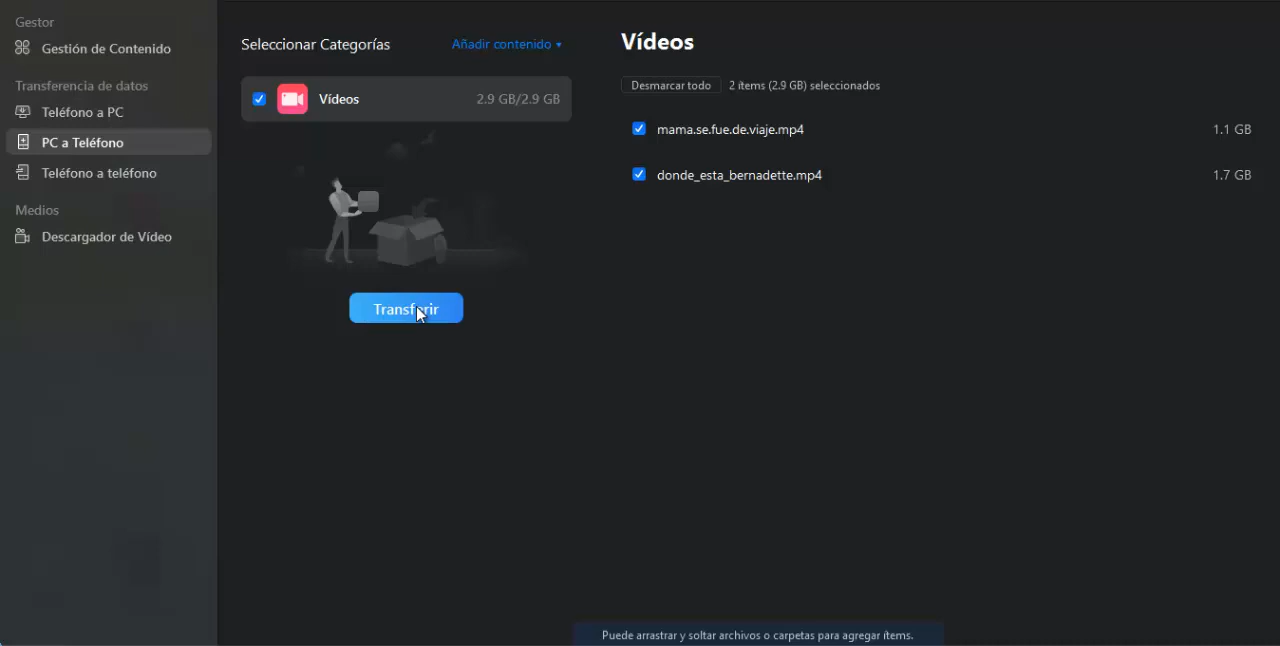 Gestor
Gestión de Contenido
Transferencia de datos
Teléfono a PC
PC a Teléfono
Teléfono a teléfono
Medios
Descargador de Vídeo
Seleccionar Categorías
Añadir contenido
Vídeos
2.9 GB/2.9 GB
Transferir
Vídeos
Desmarcar todo
2 ítems (2.9 GB) seleccionados
mama.se.fue.de.viaje.mp4
1.1 GB
donde_esta_bernadette.mp4
1.7 GB
Puede arrastrar y soltar archivos o carpetas para agregar ítems.